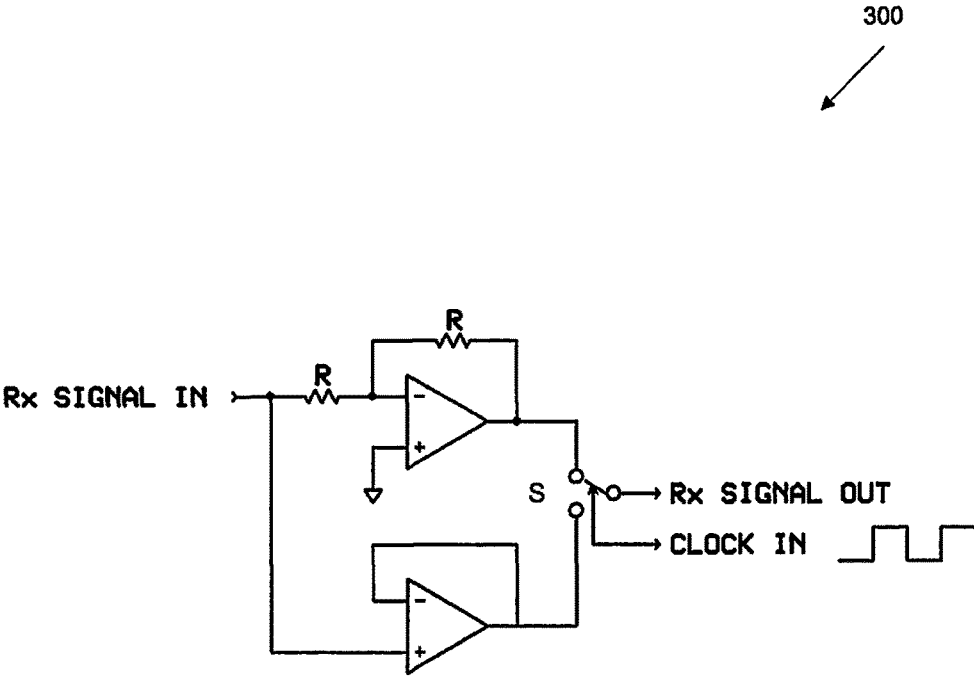 300
R
R
Rx SIGNAL IN
-
+
S
Rx SIGNAL OUT
CLOCK IN
-
+